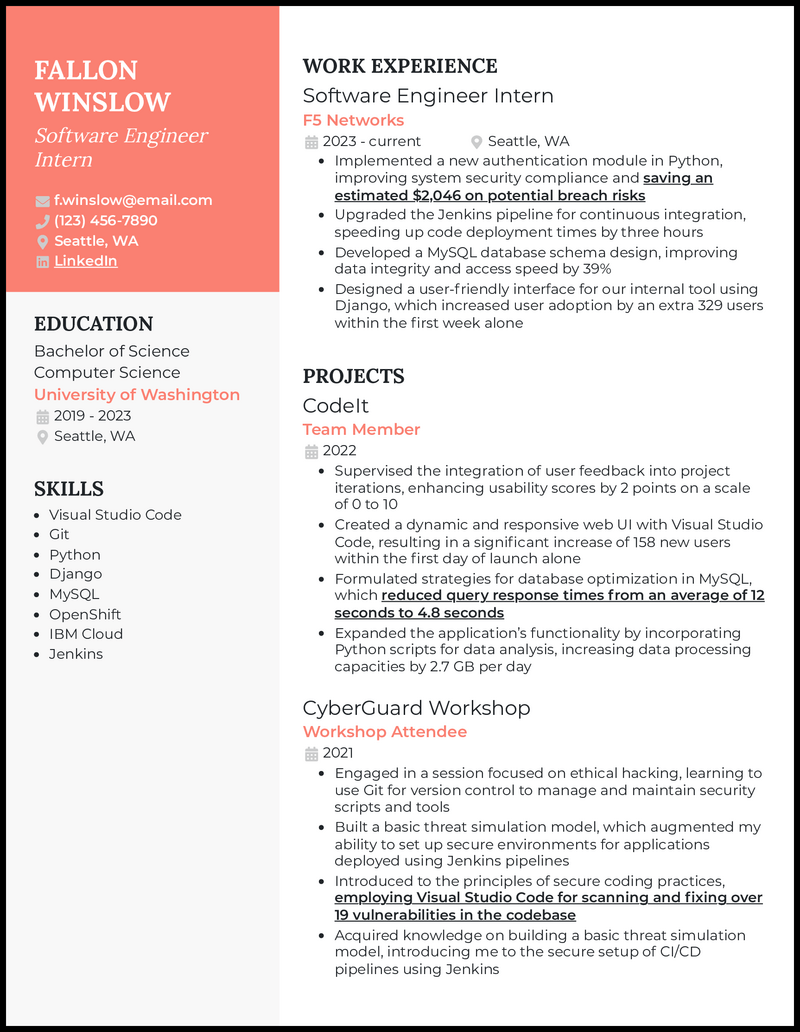 FALLON
WINSLOW
Software Engineer
Intern
f.winslow@email.com
(123) 456-7890
Seattle, WA
LinkedIn
EDUCATION
Bachelor of Science
Computer Science
University of Washington
2019 - 2023
Seattle, WA
SKILLS
• Visual Studio Code
• Git
• Python
• Django
• MySQL
• OpenShift
• IBM Cloud
• Jenkins
WORK EXPERIENCE
Software Engineer Intern
F5 Networks
2023 - current Seattle, WA
• Implemented a new authentication module in Python,
improving system security compliance and saving an
estimated $2,046 on potential breach risks
• Upgraded the Jenkins pipeline for continuous integration,
speeding up code deployment times by three hours
• Developed a MySQL database schema design, improving
data integrity and access speed by 39%
• Designed a user-friendly interface for our internal tool using
Django, which increased user adoption by an extra 329 users
within the first week alone
PROJECTS
CodeIt
Team Member
2022
• Supervised the integration of user feedback into project
iterations, enhancing usability scores by 2 points on a scale
of 0 to 10
• Created a dynamic and responsive web UI with Visual Studio
Code, resulting in a significant increase of 158 new users
within the first day of launch alone
• Formulated strategies for database optimization in MySQL,
which reduced query response times from an average of 12
seconds to 4.8 seconds
• Expanded the application's functionality by incorporating
Python scripts for data analysis, increasing data processing
capacities by 2.7 GB per day
CyberGuard Workshop
Workshop Attendee
2021
• Engaged in a session focused on ethical hacking, learning to
use Git for version control to manage and maintain security
scripts and tools
• Built a basic threat simulation model, which augmented my
ability to set up secure environments for applications
deployed using Jenkins pipelines
• Introduced to the principles of secure coding practices,
employing Visual Studio Code for scanning and fixing over
19 vulnerabilities in the codebase
• Acquired knowledge on building a basic threat simulation
model, introducing me to the secure setup of CI/CD
pipelines using Jenkins